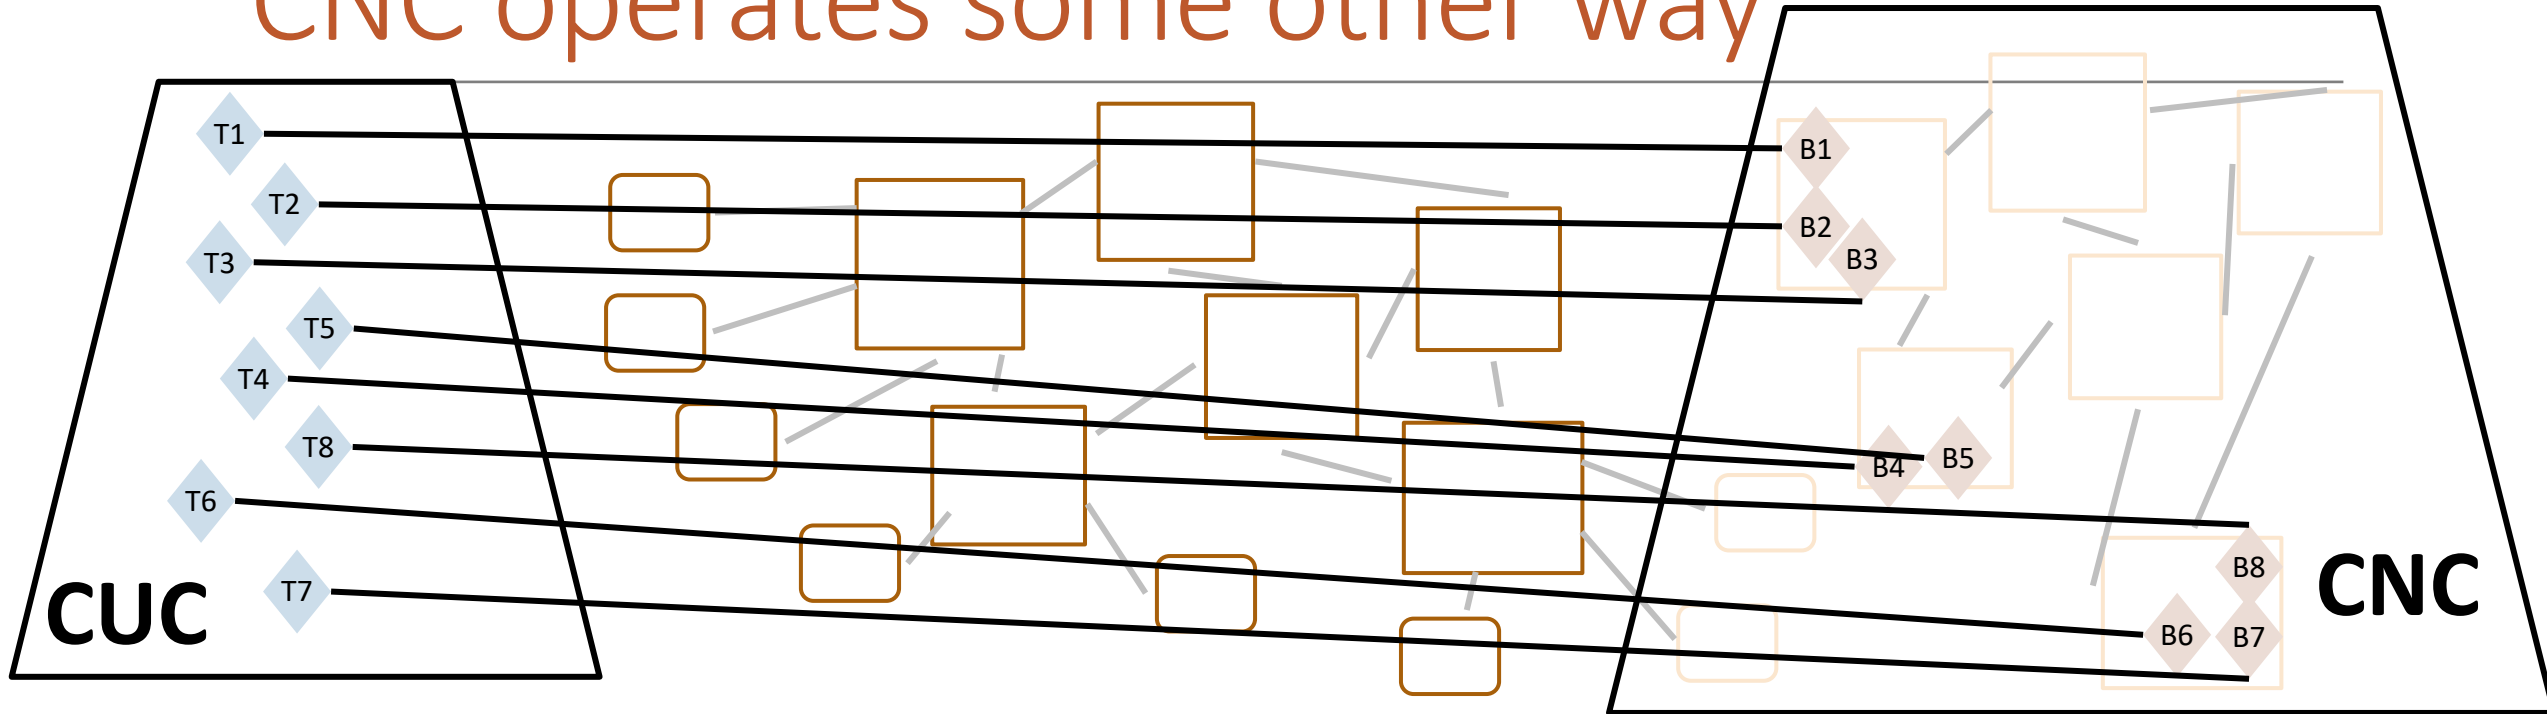 CNC operates some other way
T1
B1
T2
B2
T3
B3
T5
T4
B4
B5
T8
T6
B8
T7
B6
B7
CUC
CNC